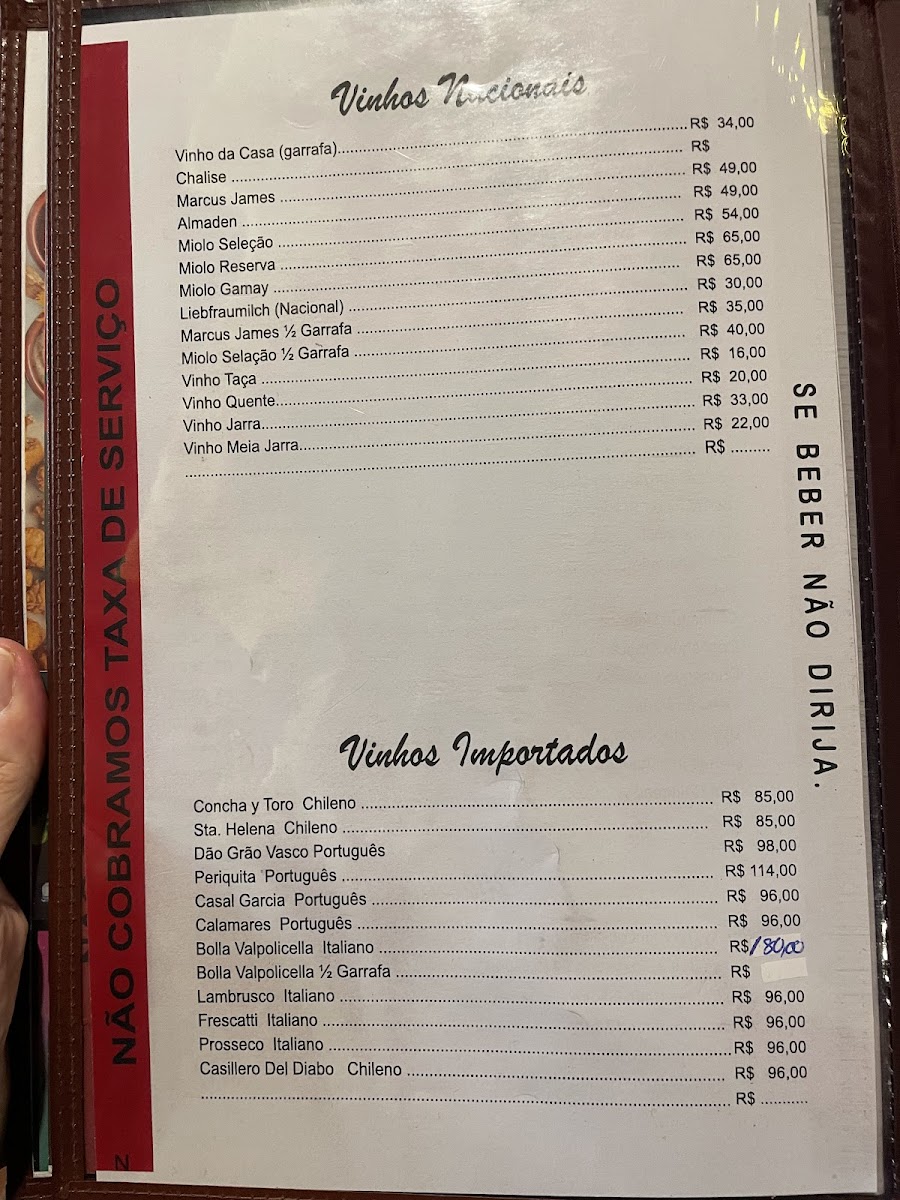 Vinhos Nacionais
Vinho da Casa (garrafa)........R$ 34,00
Chalise ........ R$
Marcus James ........ R$ 49,00
Almaden ........ R$ 49,00
Miolo Seleção ........ R$ 54,00
Miolo Reserva ........ R$ 65,00
Miolo Gamay ........ R$ 65,00
Liebfraumilch (Nacional) ........ R$ 30,00
Marcus James ½ Garrafa ........ R$ 35,00
Miolo Selação ½ Garrafa ........ R$ 40,00
Vinho Taça ........ R$ 16,00
Vinho Quente........ R$ 20,00
Vinho Jarra........ R$ 33,00
Vinho Meia Jarra........ R$ 22,00
........ R$ .........
Vinhos Importados
Concha y Toro Chileno ........ R$ 85,00
Sta. Helena Chileno ........ R$ 85,00
Dão Grão Vasco Português R$ 98,00
Periquita Português ........ R$ 114,00
Casal Garcia Português ........ R$ 96,00
Calamares Português ........ R$ 96,00
Bolla Valpolicella Italiano ........ R$ 180,00
Bolla Valpolicella ½ Garrafa ........ R$
Lambrusco Italiano ........ R$ 96,00
Frescatti Italiano ........ R$ 96,00
Prosseco Italiano ........ R$ 96,00
Casillero Del Diabo Chileno ........ R$ 96,00
........ R$ ...........
NÃO COBRAMOS TAXA DE SERVIÇO
SE BEBER NÃO DIRIJA.